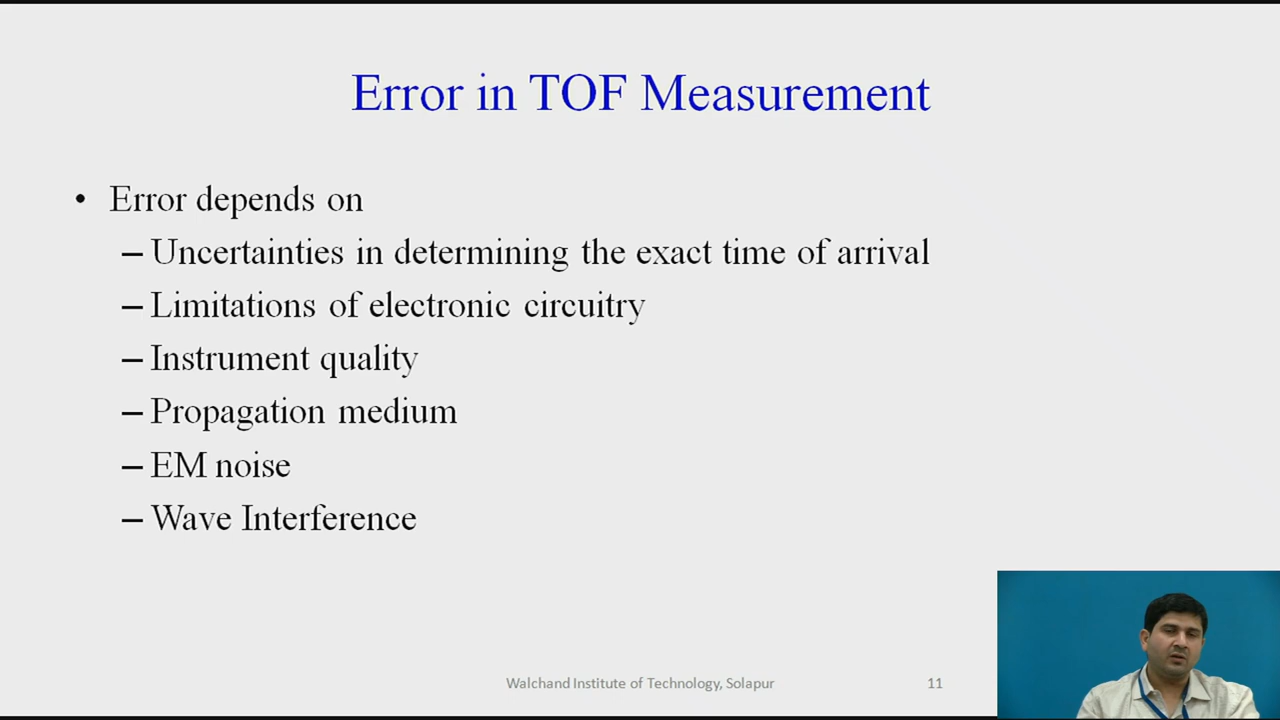 Error in TOF Measurement
• Error depends on
– Uncertainties in determining the exact time of arrival
– Limitations of electronic circuitry
– Instrument quality
– Propagation medium
– EM noise
– Wave Interference
Walchand Institute of Technology, Solapur 11